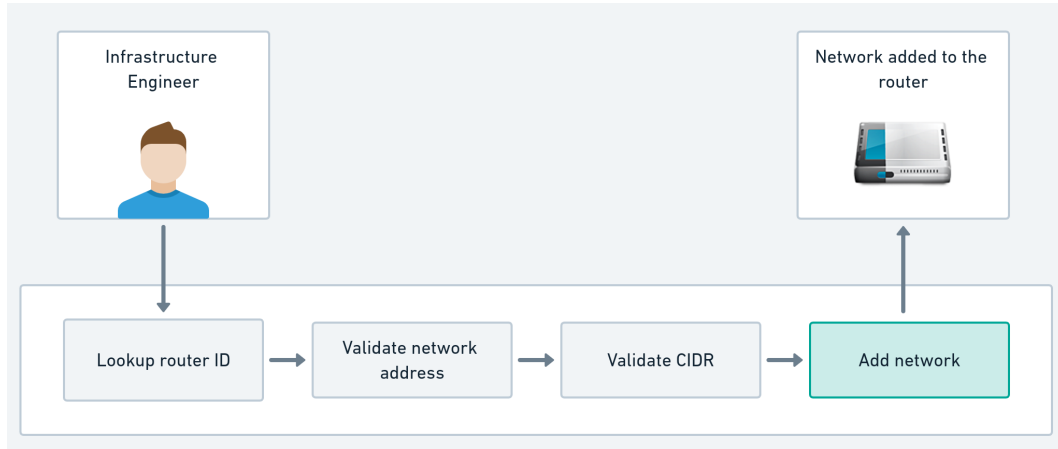 Infrastructure
Engineer
Network added to the
router
Lookup router ID
Validate network
address
Validate CIDR
Add network